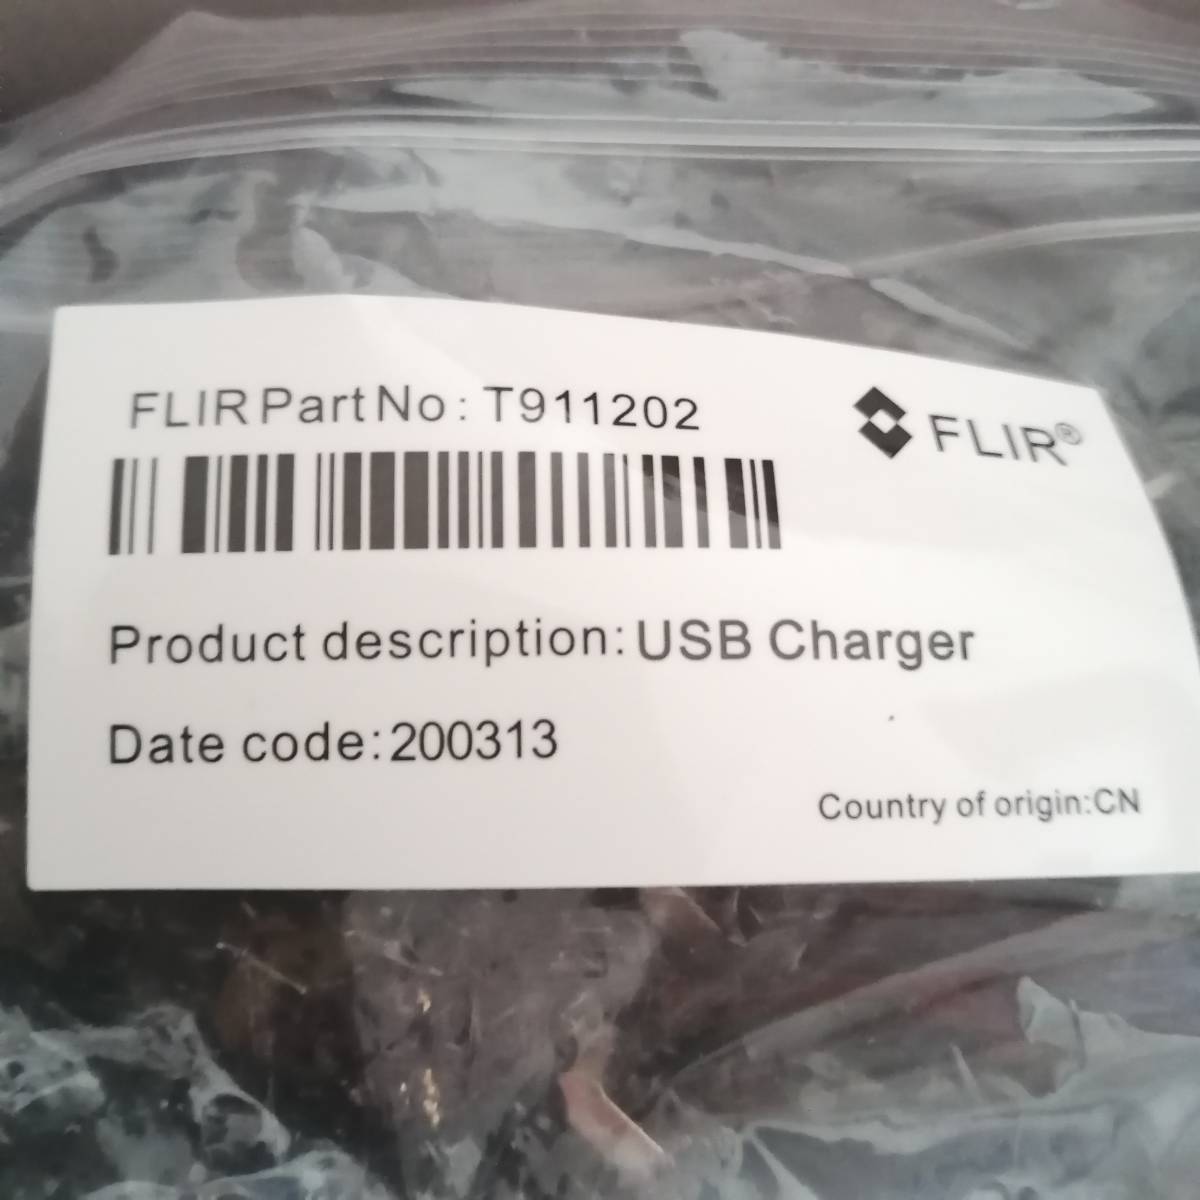 FLIR Part No: T911202
FLIR®
Product description: USB Charger
Date code:200313
Country of origin:CN